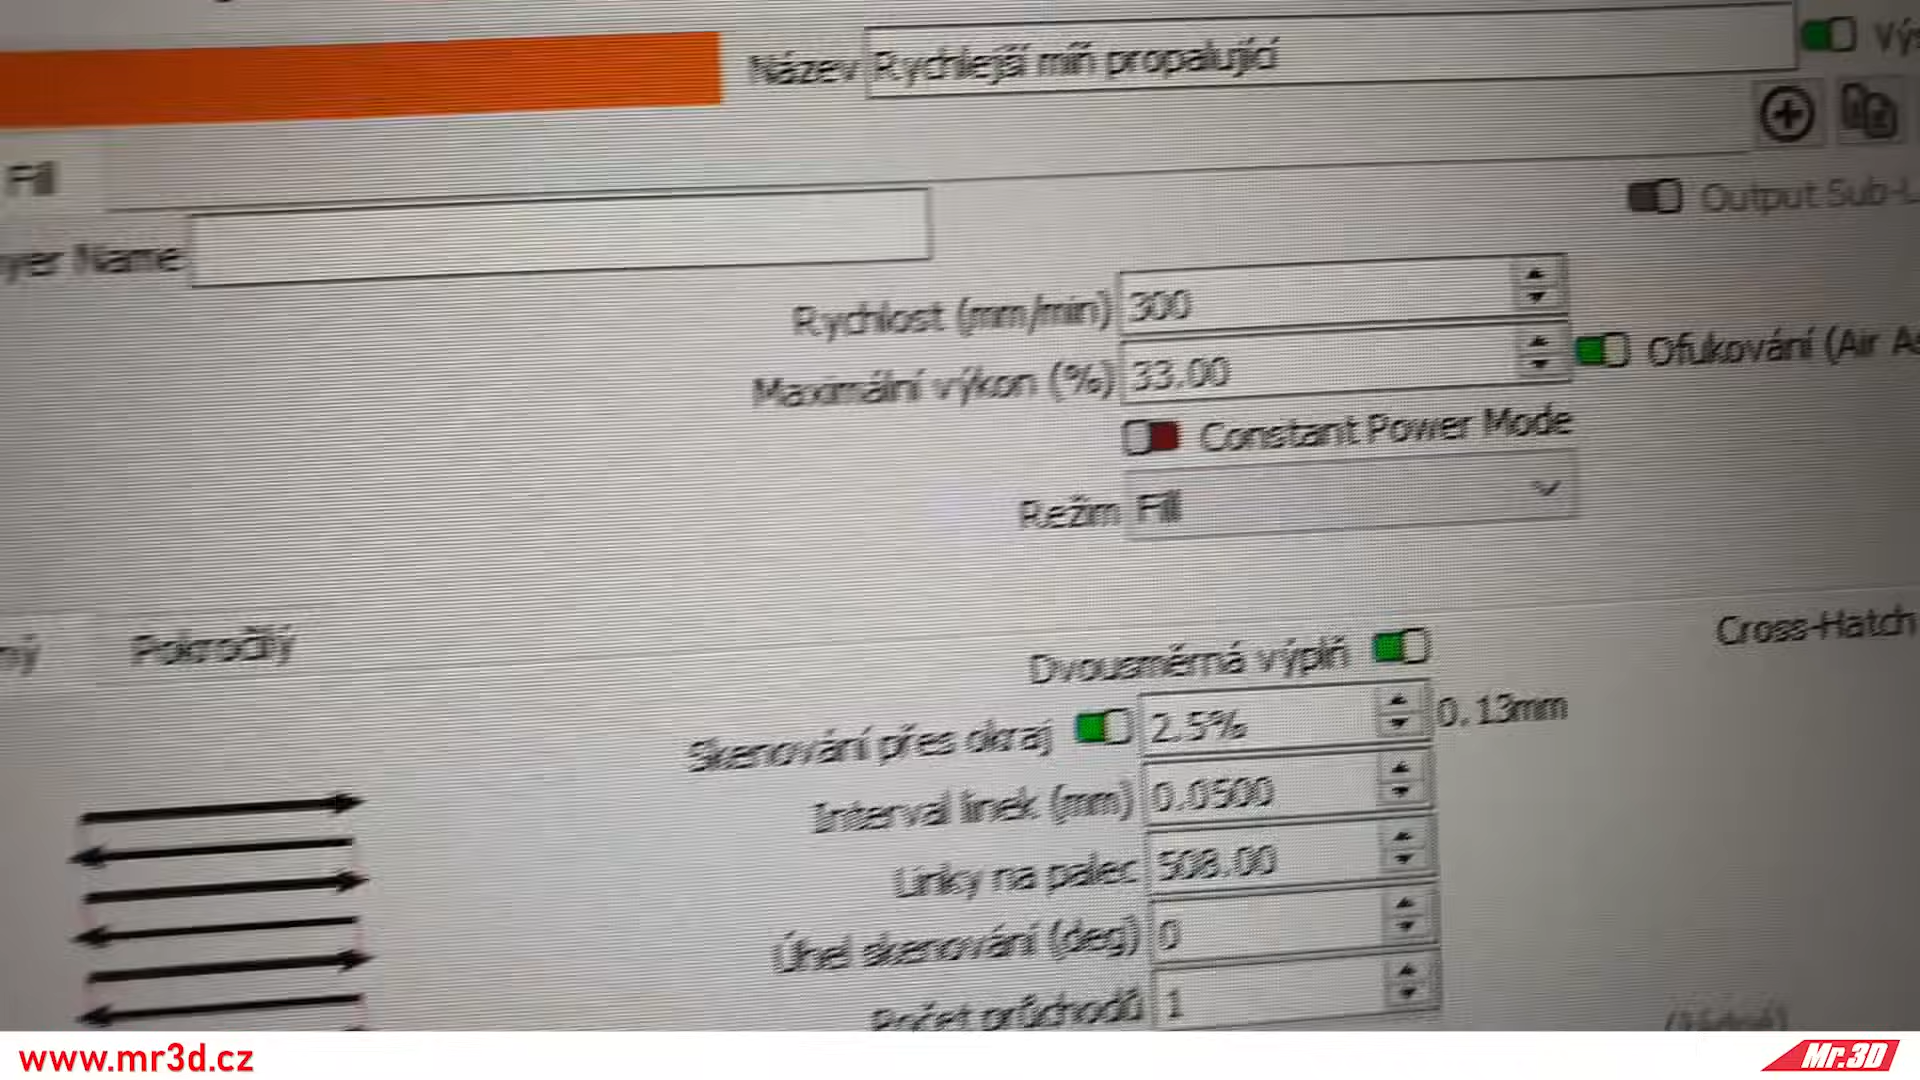 Název Rychlejší míň propalující
Fill
Output Sub-L
yer Name
Rychlost (mm/min) 300
Maximální výkon (%) 33.00
Ofukování (Air As
Constant Power Mode
Režim Fill
Pokročilý
Cross-Hatch
Dvousměrná výplň
Skenování přes okraj 2.5% 0.13mm
Interval linek (mm) 0.0500
Linky na palec 508.00
Úhel skenování (deg) 0
Počet průchodů 1
www.mr3d.cz
Mr.3D